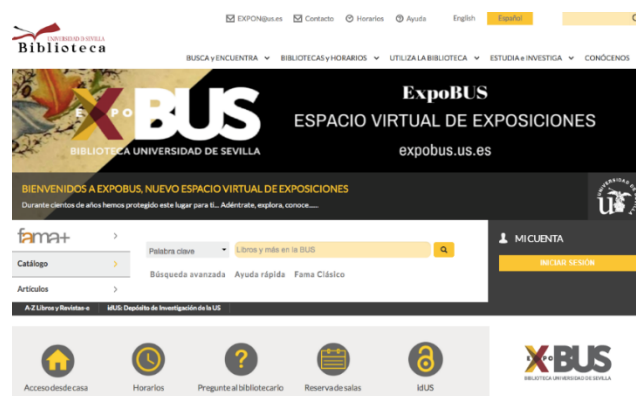 EXPON@us.es Contacto Horarios Ayuda English Español
UNIVERSIDAD D SEVILLA
Biblioteca
BUSCA y ENCUENTRA BIBLIOTECAS y HORARIOS UTILIZA LA BIBLIOTECA ESTUDIA e INVESTIGA CONÓCENOS
EXPO
BUS
BIBLIOTECA UNIVERSIDAD DE SEVILLA
ExpoBUS
ESPACIO VIRTUAL DE EXPOSICIONES
expobus.us.es
BIENVENIDOS A EXPOBUS, NUEVO ESPACIO VIRTUAL DE EXPOSICIONES
Durante cientos de años hemos protegido este lugar para ti... Adéntrate, explora, conoce.....
fama+
Catálogo
Artículos
Palabra clave Libros y más en la BUS
Búsqueda avanzada Ayuda rápida Fama Clásico
MI CUENTA
INICIAR SESIÓN
A-Z Libros y Revistas-e idUS: Depósito de Investigación de la US
Acceso desde casa Horarios Pregunte al bibliotecario Reserva de salas idUS
EXPO
BUS
BIBLIOTECA UNIVERSIDAD DE SEVILLA